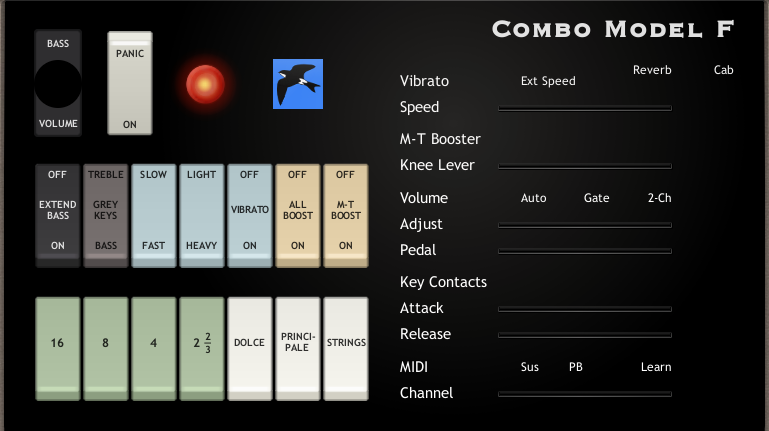 COMBO MODEL F
BASS
VOLUME
PANIC
ON
OFF
EXTEND
BASS
ON
TREBLE
GREY
KEYS
BASS
SLOW
FAST
LIGHT
HEAVY
OFF
VIBRATO
ON
OFF
ALL
BOOST
ON
OFF
M-T
BOOST
ON
16
8
4
2 2/3
DOLCE
PRINCI-
PALE
STRINGS
Reverb Cab
Vibrato Ext Speed
Speed
M-T Booster
Knee Lever
Volume Auto Gate 2-Ch
Adjust
Pedal
Key Contacts
Attack
Release
MIDI Sus PB Learn
Channel